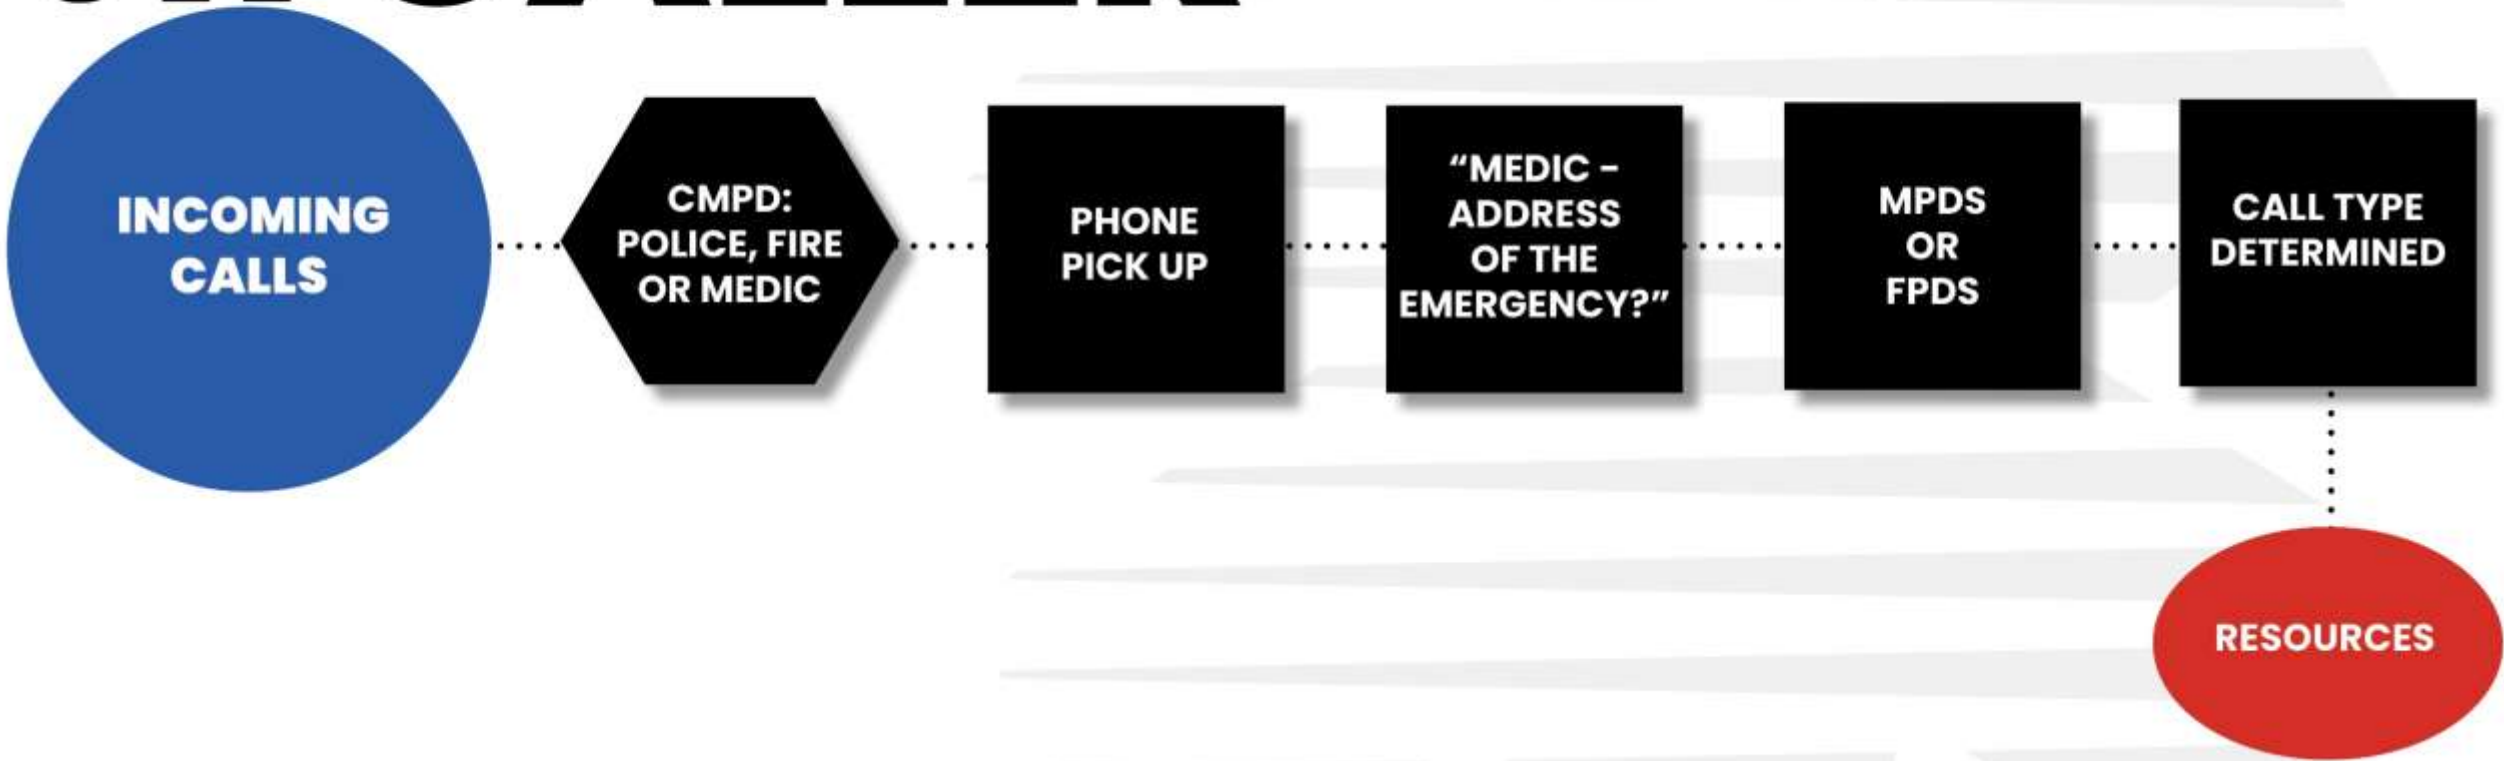 INCOMING
CALLS
CMPD:
POLICE, FIRE
OR MEDIC
PHONE
PICK UP
“MEDIC –
ADDRESS
OF THE
EMERGENCY?”
MPDS
OR
FPDS
CALL TYPE
DETERMINED
RESOURCES